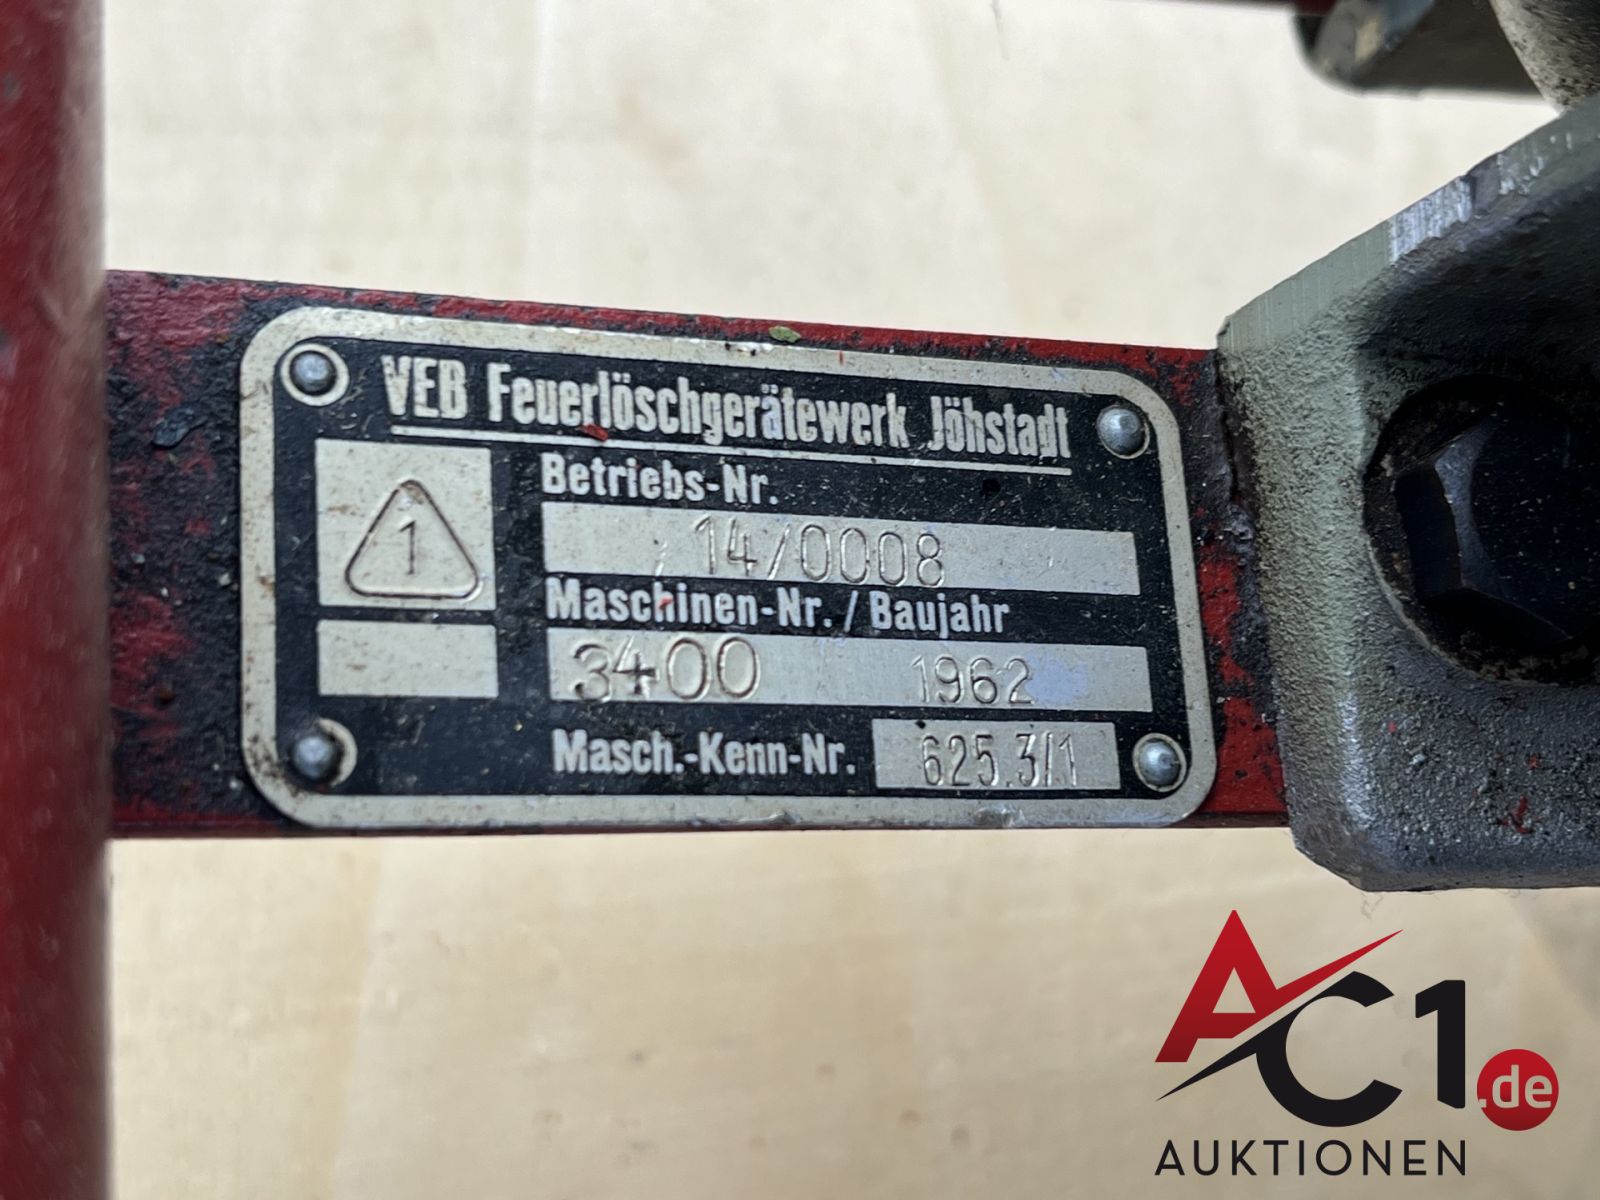 VEB Feuerlöschgerätewerk Jöhstadt
1
Betriebs-Nr.
14/0008
Maschinen-Nr. / Baujahr
3400 1962
Masch.-Kenn-Nr. 625.3/1
AC1.de
AUKTIONEN